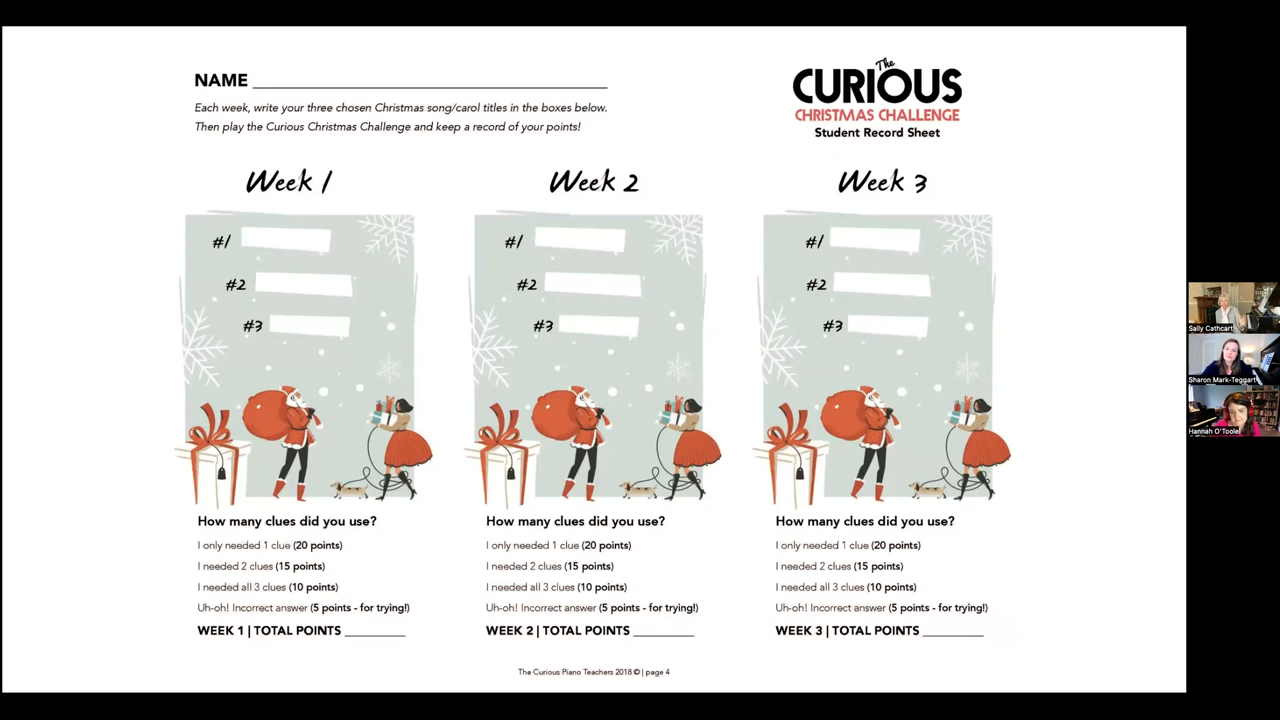 NAME
Each week, write your three chosen Christmas song/carol titles in the boxes below.
Then play the Curious Christmas Challenge and keep a record of your points!
The
CURIOUS
CHRISTMAS CHALLENGE
Student Record Sheet
Week 1
#1
#2
#3
How many clues did you use?
I only needed 1 clue (20 points)
I needed 2 clues (15 points)
I needed all 3 clues (10 points)
Uh-oh! Incorrect answer (5 points - for trying!)
WEEK 1 | TOTAL POINTS
Week 2
#1
#2
#3
How many clues did you use?
I only needed 1 clue (20 points)
I needed 2 clues (15 points)
I needed all 3 clues (10 points)
Uh-oh! Incorrect answer (5 points - for trying!)
WEEK 2 | TOTAL POINTS
Week 3
#1
#2
#3
How many clues did you use?
I only needed 1 clue (20 points)
I needed 2 clues (15 points)
I needed all 3 clues (10 points)
Uh-oh! Incorrect answer (5 points - for trying!)
WEEK 3 | TOTAL POINTS
The Curious Piano Teachers 2018 © | page 4
Sally Cathcart
Sharon Mark-Teggart
Hannah O'Toole